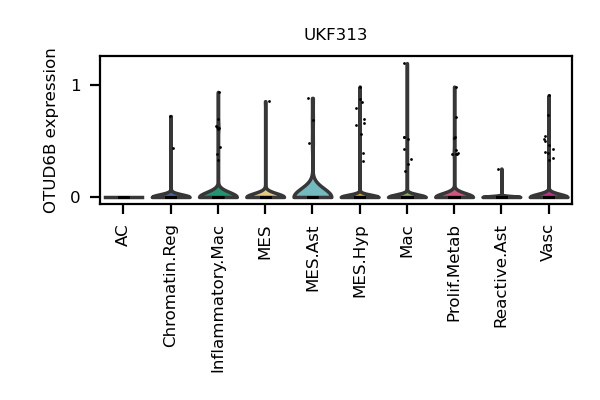 UKF313
OTUD6B expression
1
0
AC
Chromatin.Reg
Inflammatory.Mac
MES
MES.Ast
MES.Hyp
Mac
Prolif.Metab
Reactive.Ast
Vasc